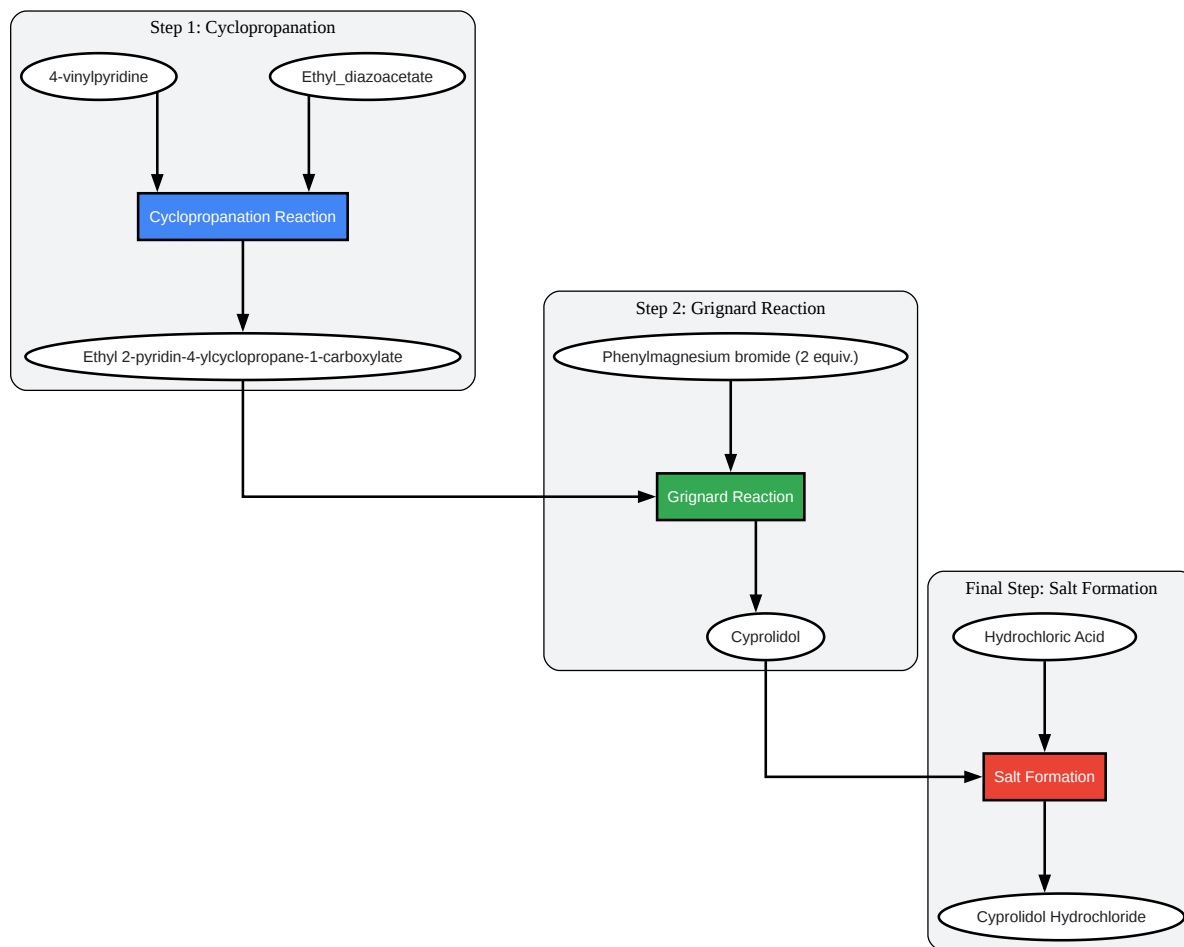 Step 1: Cyclopropanation
4-vinylpyridine
Ethyl_diazoacetate
Cyclopropanation Reaction
Ethyl 2-pyridin-4-ylcyclopropane-1-carboxylate
Step 2: Grignard Reaction
Phenylmagnesium bromide (2 equiv.)
Grignard Reaction
Cyprolidol
Final Step: Salt Formation
Hydrochloric Acid
Salt Formation
Cyprolidol Hydrochloride